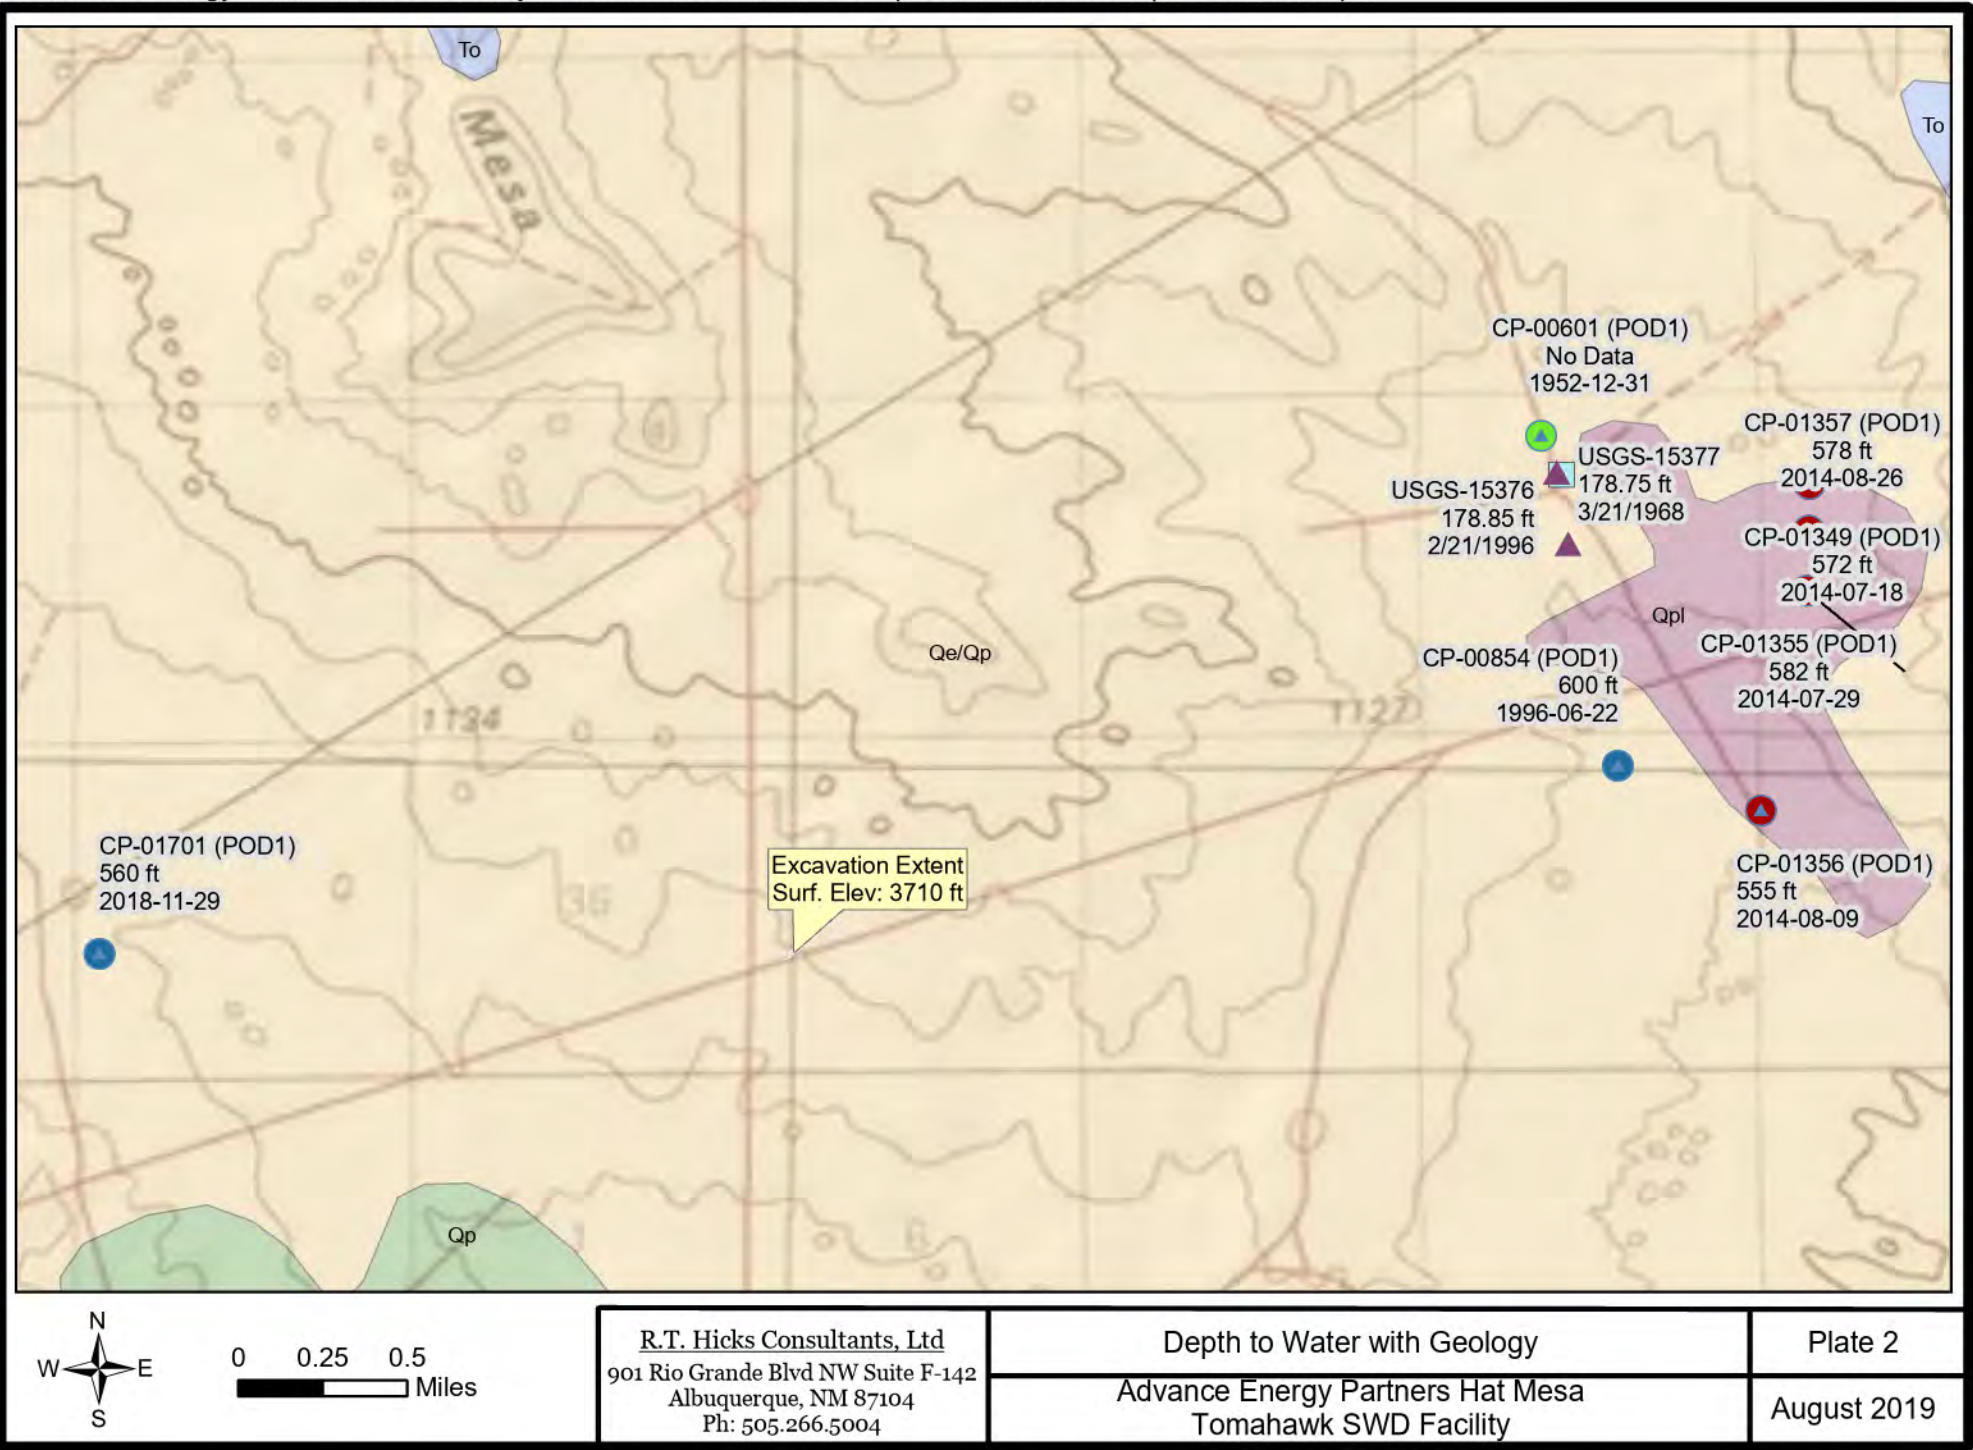 To
Mesa
To
CP-00601 (POD1)
No Data
1952-12-31
CP-01357 (POD1)
578 ft
2014-08-26
USGS-15377
178.75 ft
3/21/1968
USGS-15376
178.85 ft
2/21/1996
CP-01349 (POD1)
572 ft
2014-07-18
Qpl
Qe/Qp
CP-01355 (POD1)
582 ft
2014-07-29
CP-00854 (POD1)
600 ft
1996-06-22
CP-01701 (POD1)
560 ft
2018-11-29
Excavation Extent
Surf. Elev: 3710 ft
CP-01356 (POD1)
555 ft
2014-08-09
36
6
Qp
N
W E
S
0 0.25 0.5
Miles
R.T. Hicks Consultants, Ltd
901 Rio Grande Blvd NW Suite F-142
Albuquerque, NM 87104
Ph: 505.266.5004
Depth to Water with Geology
Advance Energy Partners Hat Mesa
Tomahawk SWD Facility
Plate 2
August 2019